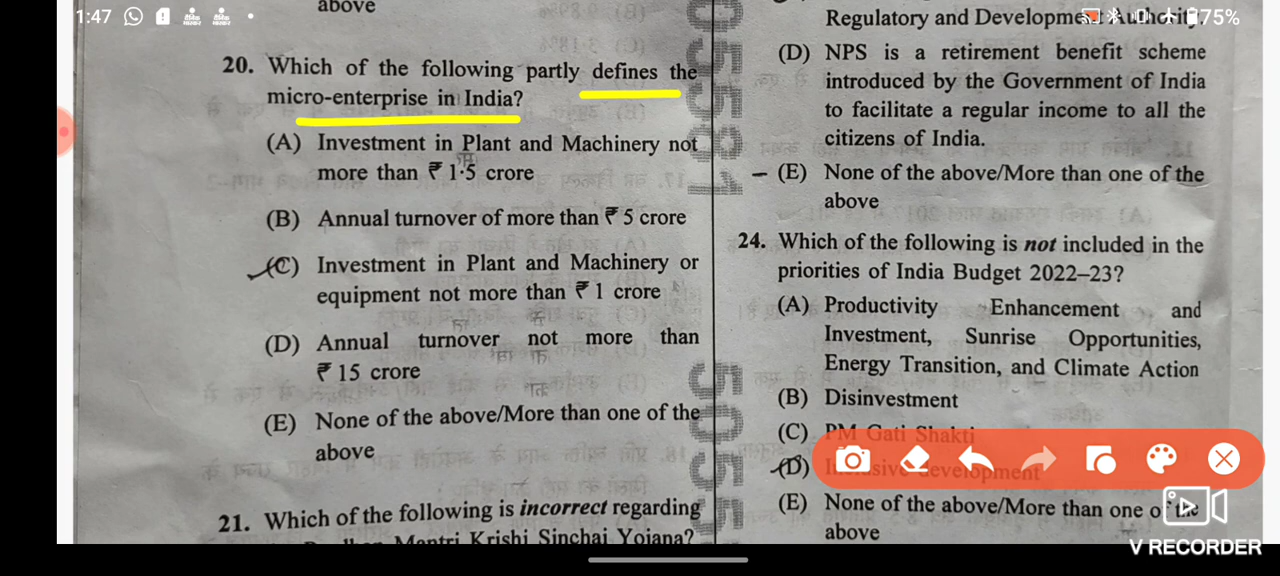 1:47
75%
above
20. Which of the following partly defines the
micro-enterprise in India?
(A) Investment in Plant and Machinery not
more than ₹ 1·5 crore
(B) Annual turnover of more than ₹ 5 crore
(C) Investment in Plant and Machinery or
equipment not more than ₹ 1 crore
(D) Annual turnover not more than
₹ 15 crore
(E) None of the above/More than one of the
above
21. Which of the following is incorrect regarding
Mantri Krishi Sinchai Yojana?
Regulatory and Development Authority.
(D) NPS is a retirement benefit scheme
introduced by the Government of India
to facilitate a regular income to all the
citizens of India.
(E) None of the above/More than one of the
above
24. Which of the following is not included in the
priorities of India Budget 2022–23?
(A) Productivity Enhancement and
Investment, Sunrise Opportunities,
Energy Transition, and Climate Action
(B) Disinvestment
(C) PM Gati Shakti
(D) Inclusive development
(E) None of the above/More than one of the
above
V RECORDER